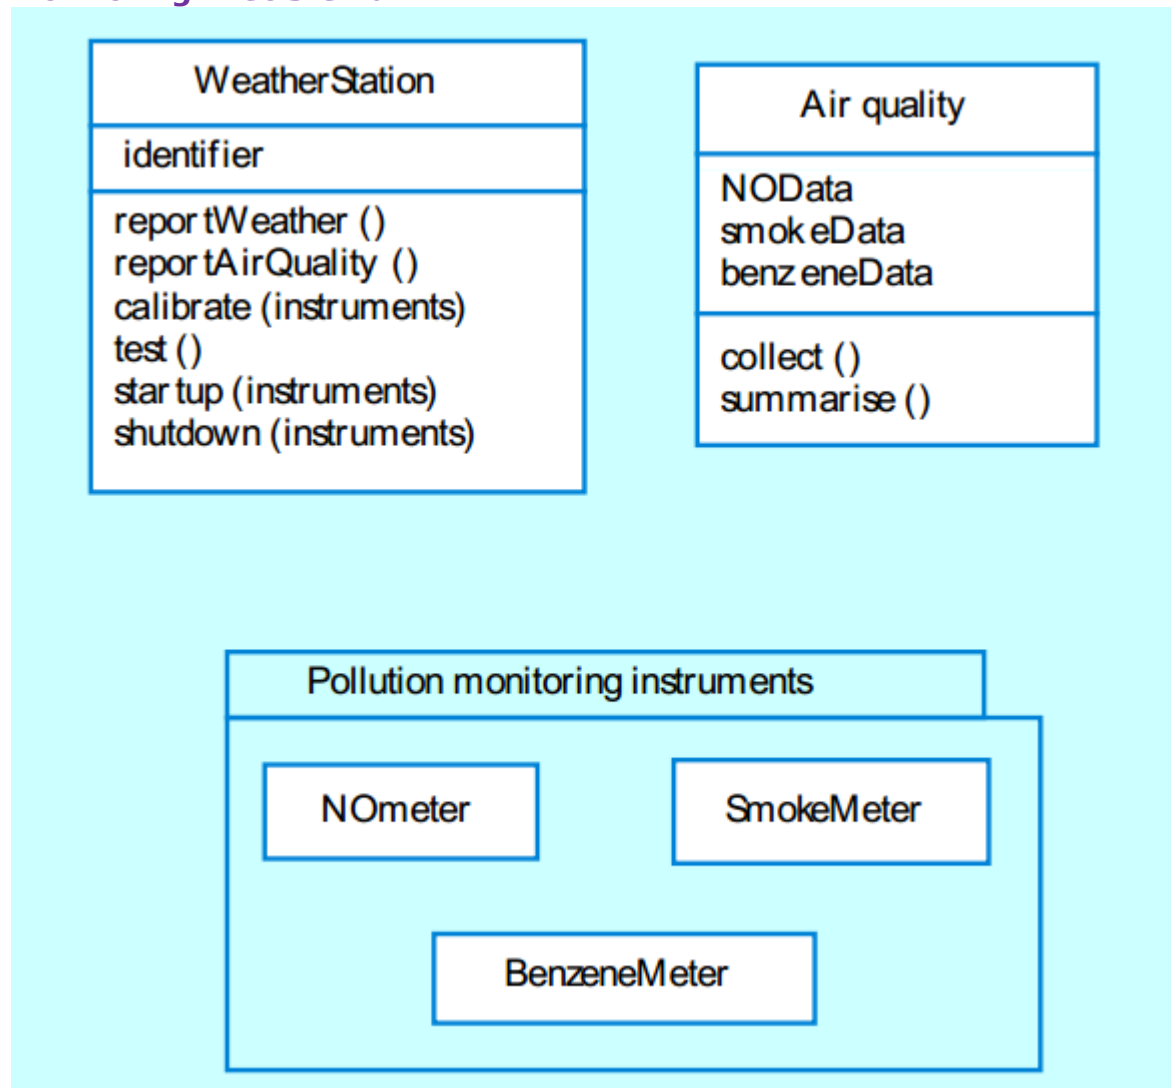 WeatherStation
identifier
reportWeather ()
reportAirQuality ()
calibrate (instruments)
test ()
startup (instruments)
shutdown (instruments)
Air quality
NOData
smokeData
benzeneData
collect ()
summarise ()
Pollution monitoring instruments
NOmeter
SmokeMeter
BenzeneMeter